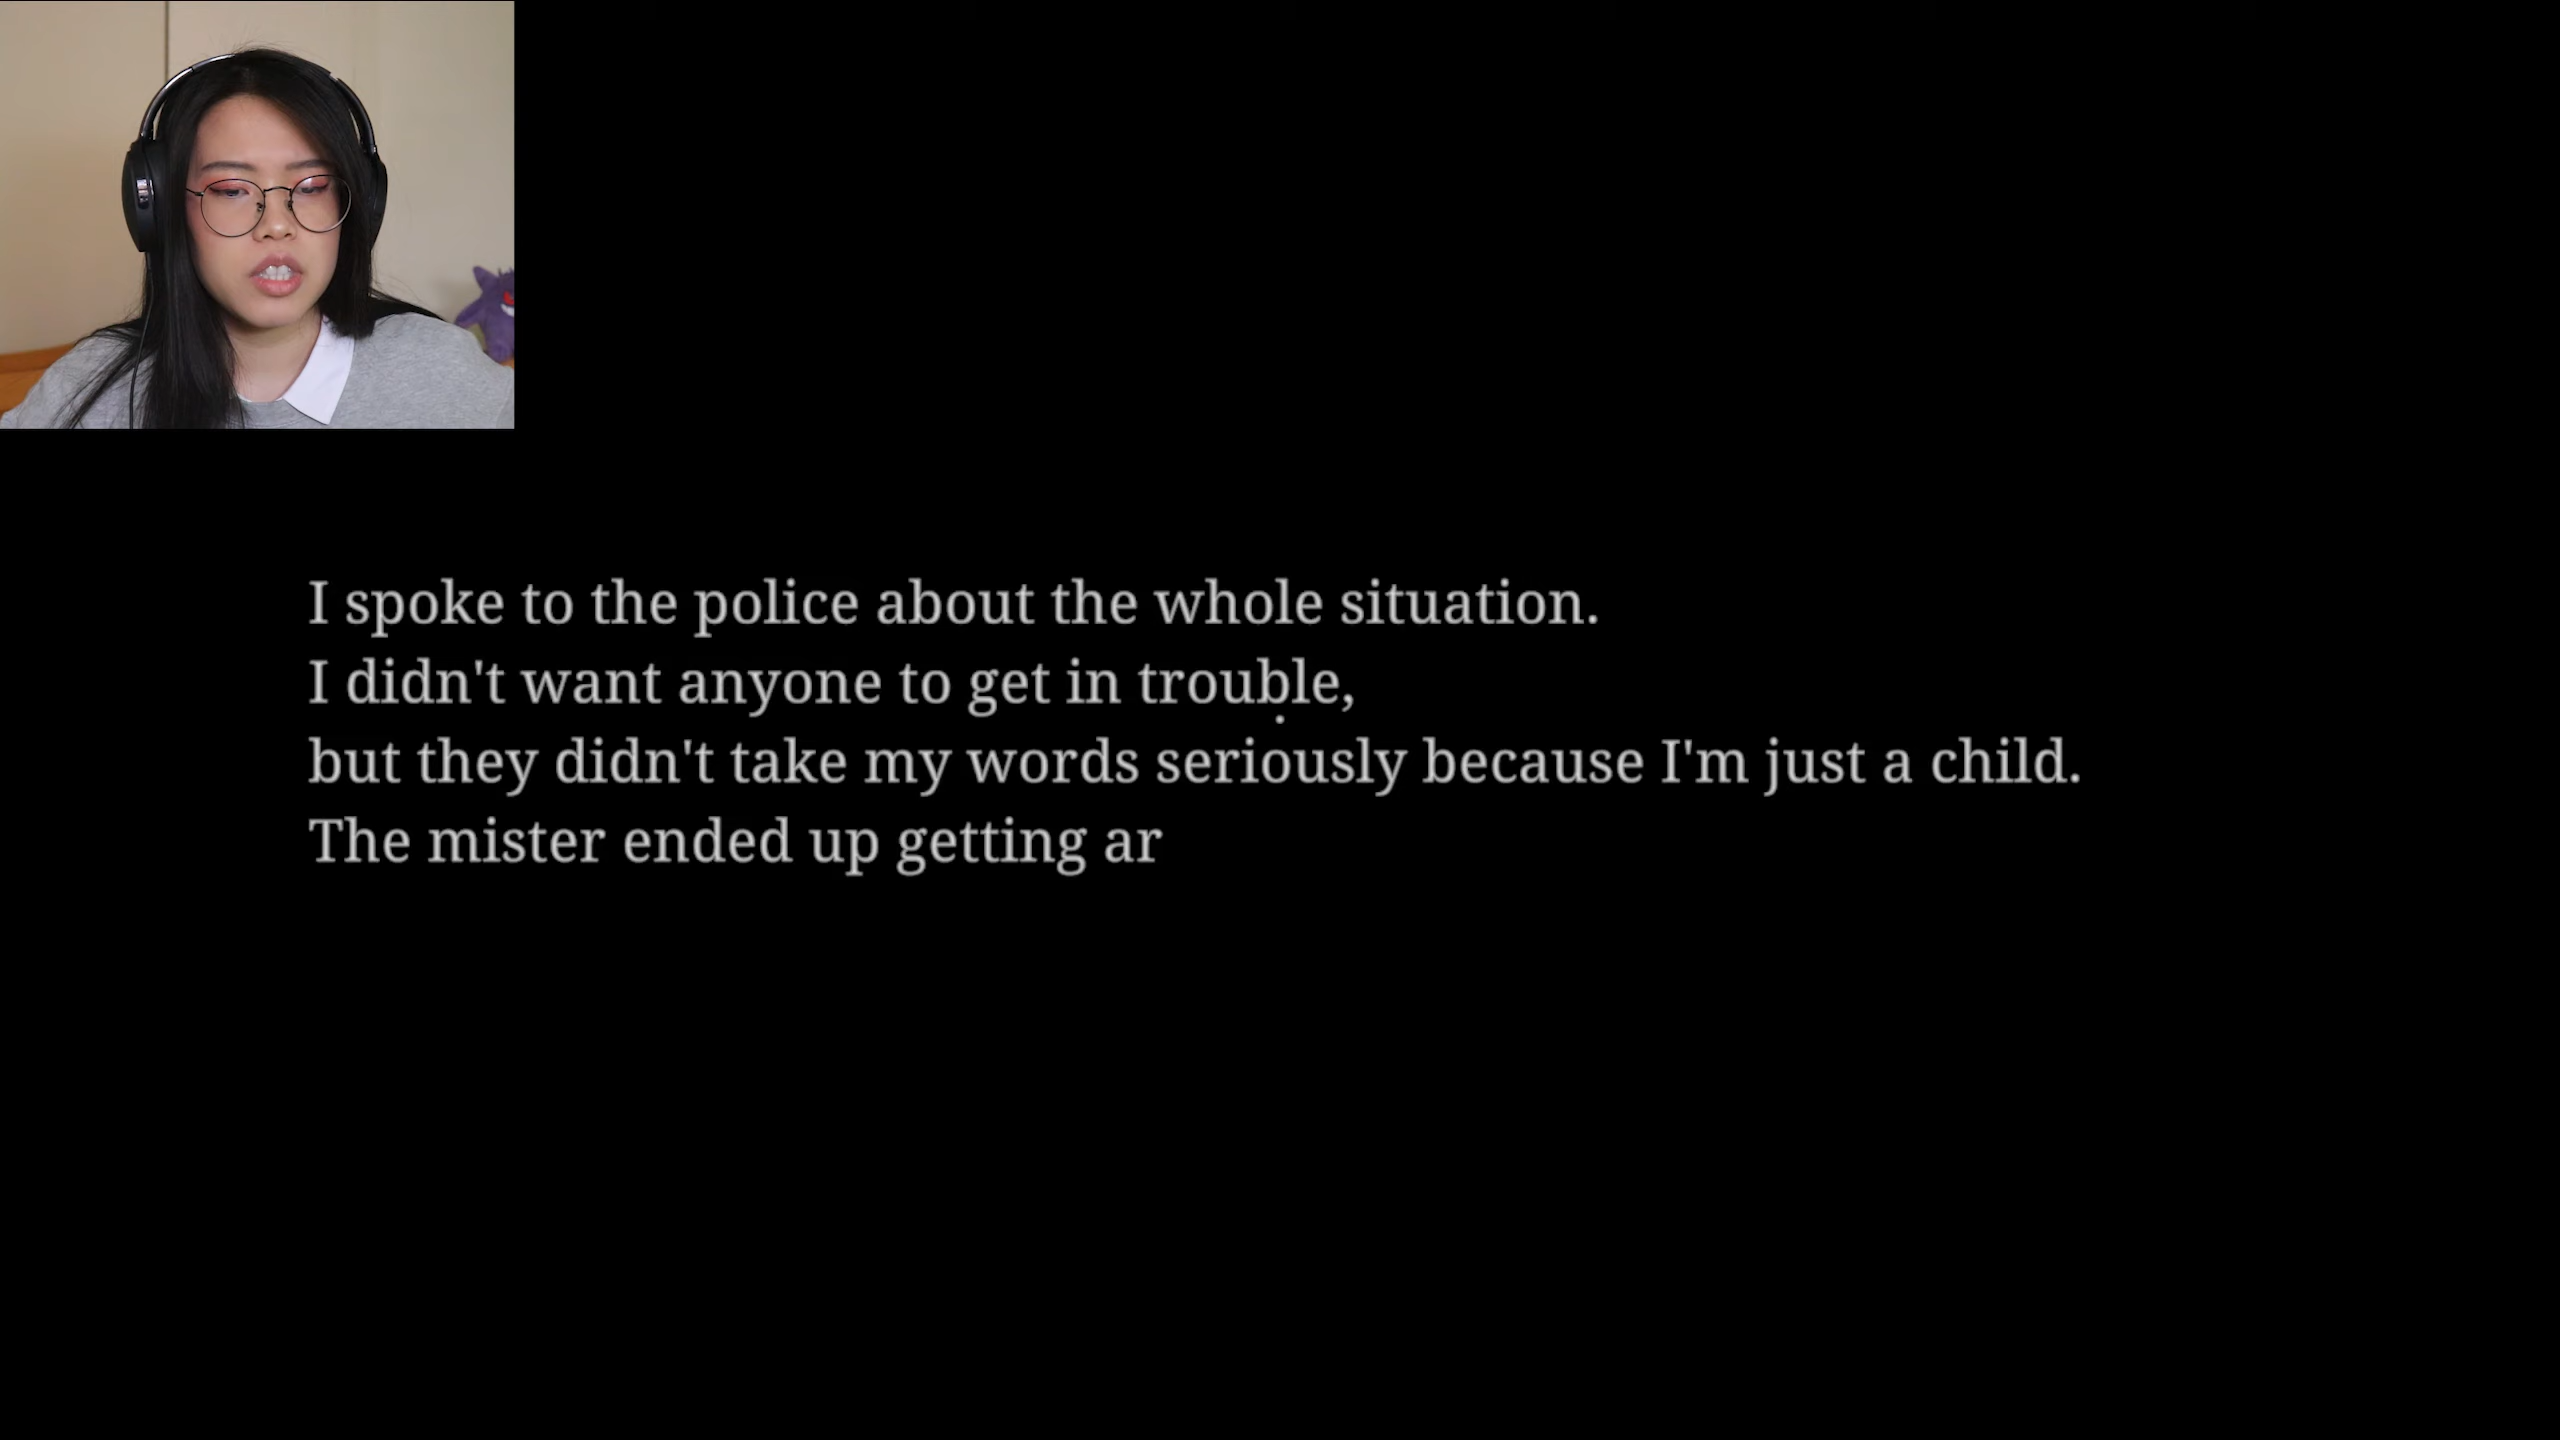 I spoke to the police about the whole situation.
I didn't want anyone to get in trouble,
but they didn't take my words seriously because I'm just a child.
The mister ended up getting ar